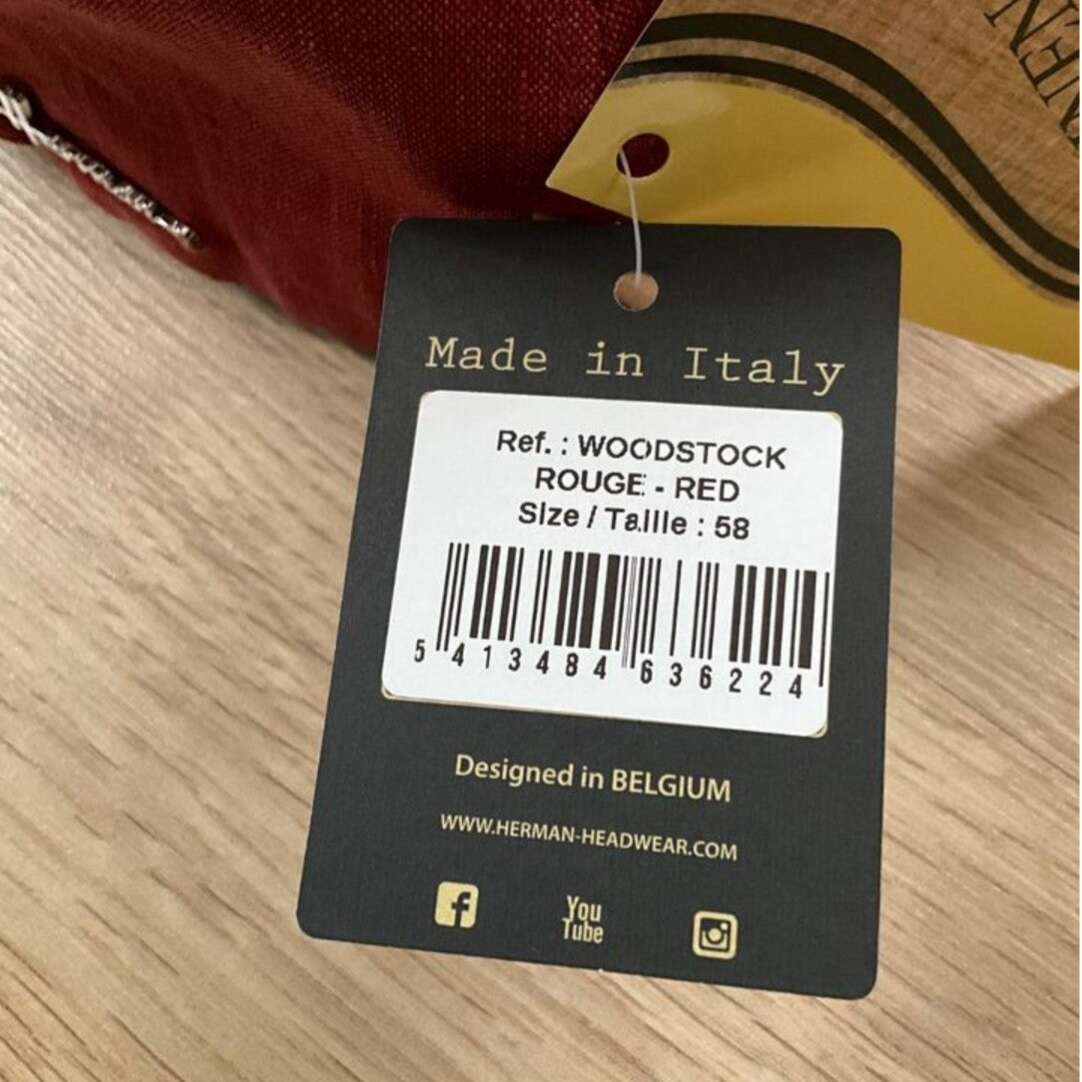 Made in Italy
Ref. : WOODSTOCK
ROUGE - RED
Size / Taille : 58
5 413484 636224
Designed in BELGIUM
WWW.HERMAN-HEADWEAR.COM
You
Tube